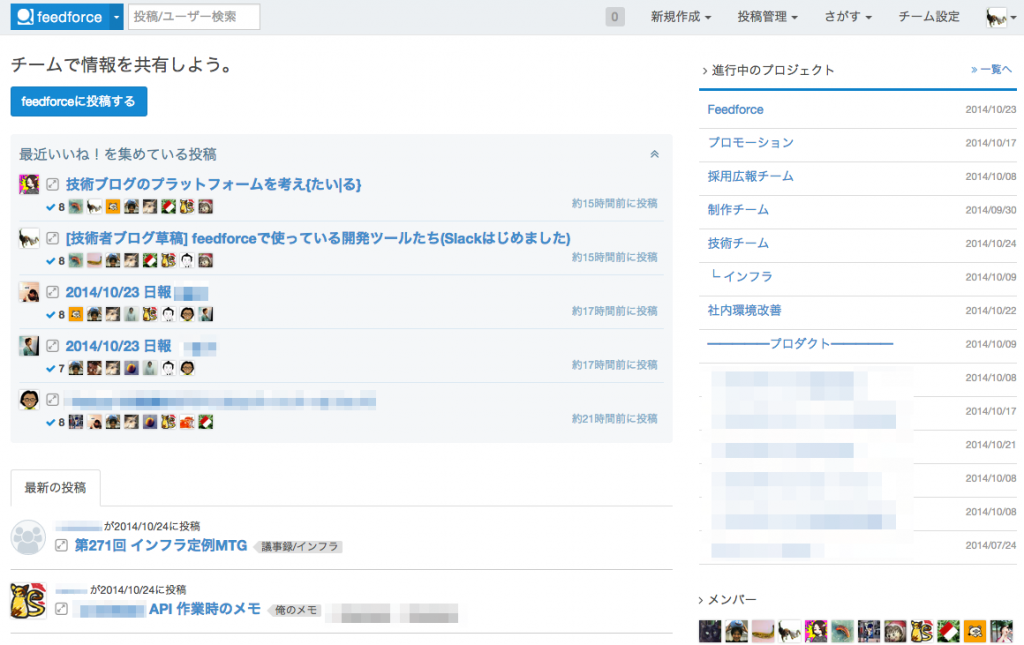 feedforce
投稿/ユーザー検索
0
新規作成
投稿管理
さがす
チーム設定
チームで情報を共有しよう。
feedforceに投稿する
最近いいね！を集めている投稿
技術ブログのプラットフォームを考え{たい|る}
8
約15時間前に投稿
[技術者ブログ草稿] feedforceで使っている開発ツールたち(Slackはじめました)
8
約15時間前に投稿
2014/10/23 日報
8
約17時間前に投稿
2014/10/23 日報
7
約17時間前に投稿
8
約21時間前に投稿
最新の投稿
が2014/10/24に投稿
第271回 インフラ定例MTG 議事録/インフラ
が2014/10/24に投稿
API 作業時のメモ 俺のメモ
進行中のプロジェクト
» 一覧へ
Feedforce 2014/10/23
プロモーション 2014/10/17
採用広報チーム 2014/10/08
制作チーム 2014/09/30
技術チーム 2014/10/24
└ インフラ 2014/10/09
社内環境改善 2014/10/22
―――――プロダクト――――― 2014/10/09
2014/10/08
2014/10/17
2014/10/21
2014/10/08
2014/10/08
2014/07/24
メンバー